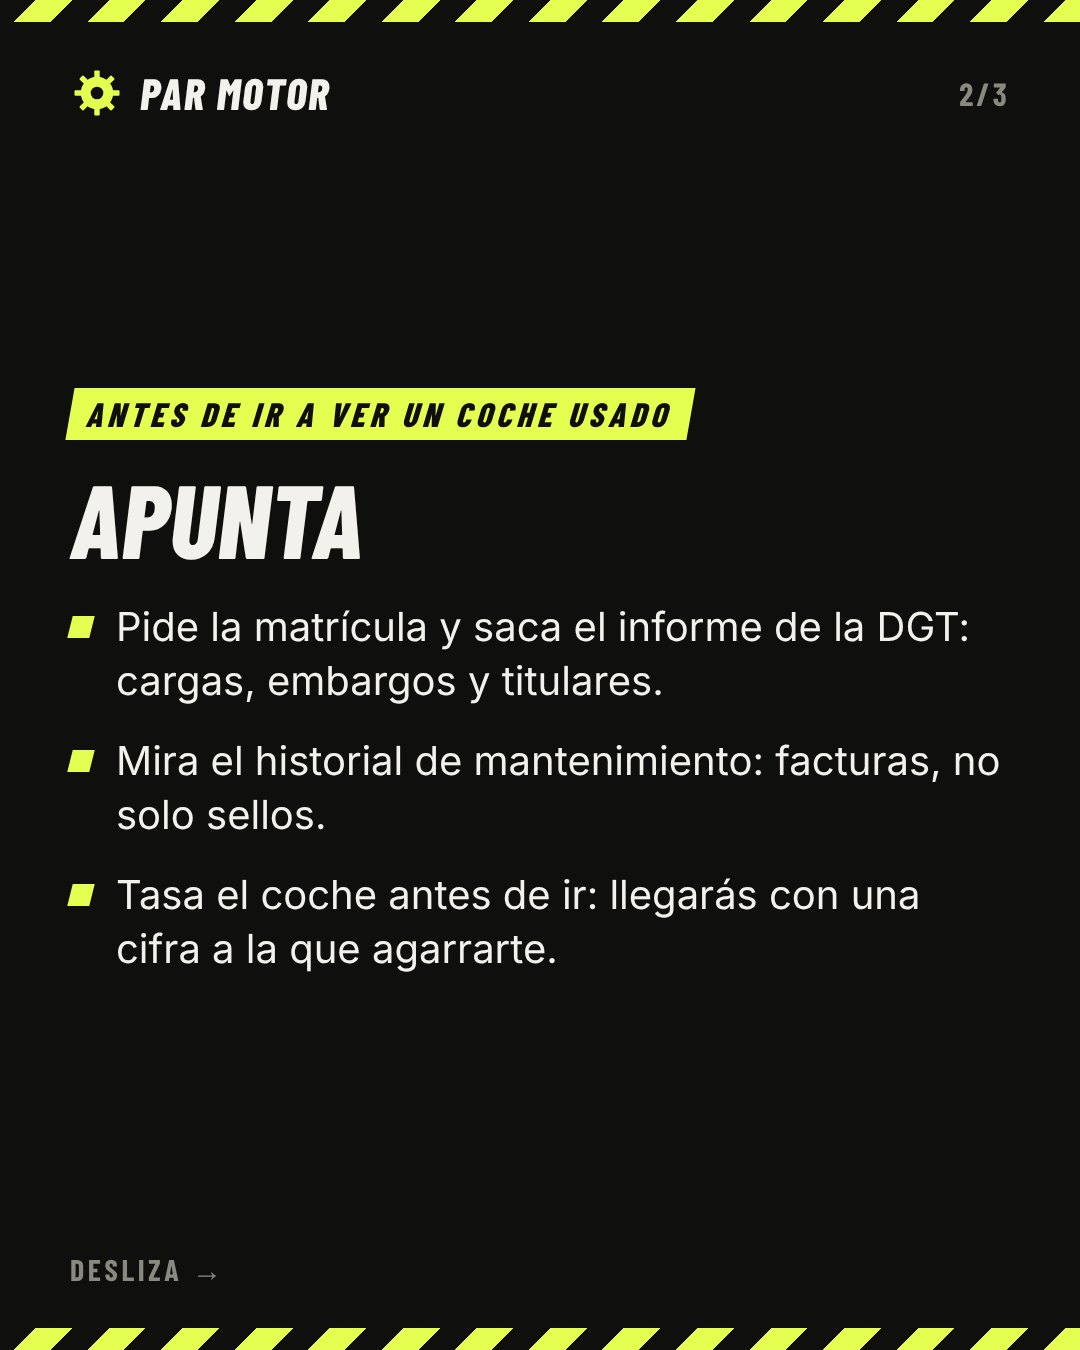 PAR MOTOR
2/3
ANTES DE IR A VER UN COCHE USADO
APUNTA
Pide la matrícula y saca el informe de la DGT:
cargas, embargos y titulares.
Mira el historial de mantenimiento: facturas, no
solo sellos.
Tasa el coche antes de ir: llegarás con una
cifra a la que agarrarte.
DESLIZA →